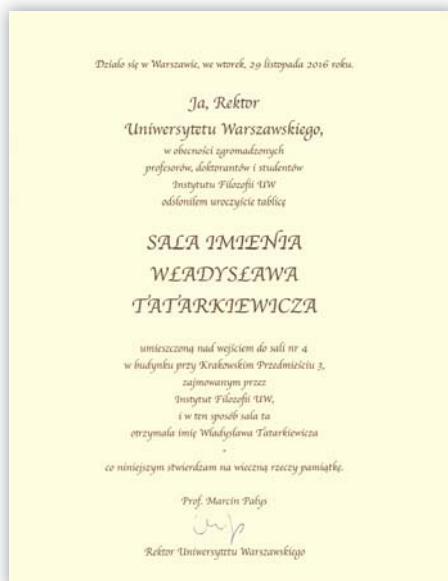 Działo się w Warszawie, we wtorek, 29 listopada 2016 roku.
Ja, Rektor
Uniwersytetu Warszawskiego,
w obecności zgromadzonych
profesorów, doktorantów i studentów
Instytutu Filozofii UW
odsłoniłem uroczyście tablicę
SALA IMIENIA
WŁADYSŁAWA
TATARKIEWICZA
umieszczoną nad wejściem do sali nr 4
w budynku przy Krakowskim Przedmieściu 3,
zajmowanym przez
Instytut Filozofii UW,
i w ten sposób sala ta
otrzymała imię Władysława Tatarkiewicza
*
co niniejszym stwierdzam na wieczną rzeczy pamiątkę.
Prof. Marcin Pałys
Rektor Uniwersytetu Warszawskiego